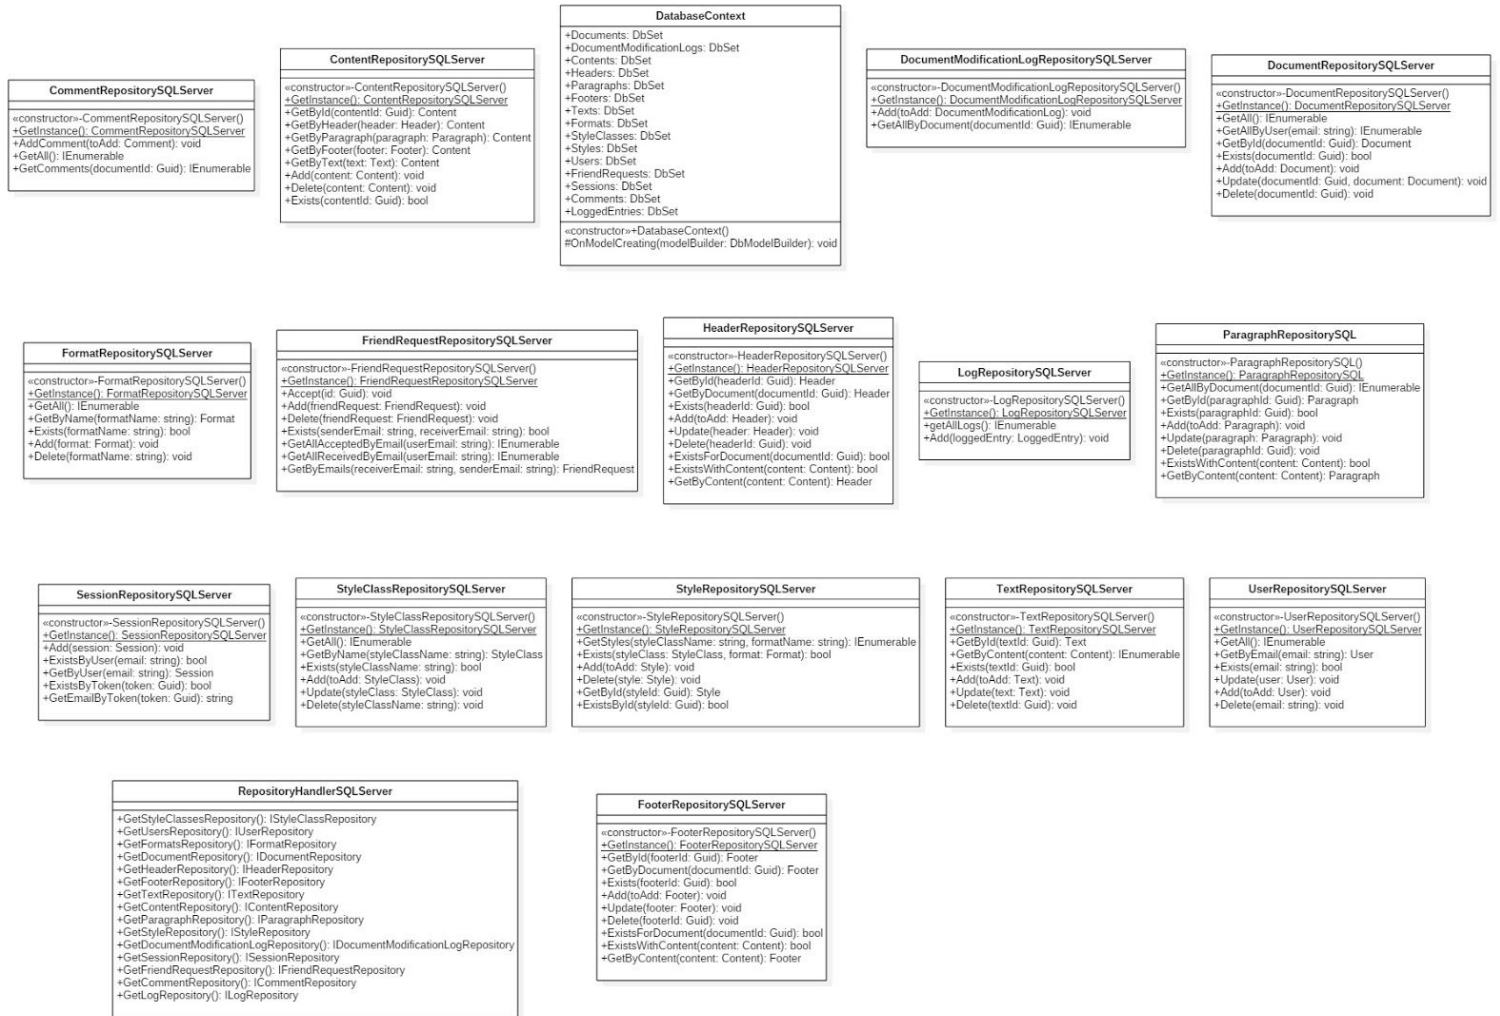 CommentRepositorySQLServer
«constructor»-CommentRepositorySQLServer()
+GetInstance(): CommentRepositorySQLServer
+AddComment(toAdd: Comment): void
+GetAll(): IEnumerable
+GetComments(documentId: Guid): IEnumerable
ContentRepositorySQLServer
«constructor»-ContentRepositorySQLServer()
+GetInstance(): ContentRepositorySQLServer
+GetById(contentId: Guid): Content
+GetByHeader(header: Header): Content
+GetByParagraph(paragraph: Paragraph): Content
+GetByFooter(footer: Footer): Content
+GetByText(text: Text): Content
+Add(content: Content): void
+Delete(content: Content): void
+Exists(contentId: Guid): bool
DatabaseContext
+Documents: DbSet
+DocumentModificationLogs: DbSet
+Contents: DbSet
+Headers: DbSet
+Paragraphs: DbSet
+Footers: DbSet
+Texts: DbSet
+Formats: DbSet
+StyleClasses: DbSet
+Styles: DbSet
+Users: DbSet
+FriendRequests: DbSet
+Sessions: DbSet
+Comments: DbSet
+LoggedEntries: DbSet
«constructor»+DatabaseContext()
#OnModelCreating(modelBuilder: DbModelBuilder): void
DocumentModificationLogRepositorySQLServer
«constructor»-DocumentModificationLogRepositorySQLServer()
+GetInstance(): DocumentModificationLogRepositorySQLServer
+Add(toAdd: DocumentModificationLog): void
+GetAllByDocument(documentId: Guid): IEnumerable
DocumentRepositorySQLServer
«constructor»-DocumentRepositorySQLServer()
+GetInstance(): DocumentRepositorySQLServer
+GetAll(): IEnumerable
+GetAllByUser(email: string): IEnumerable
+GetById(documentId: Guid): Document
+Exists(documentId: Guid): bool
+Add(toAdd: Document): void
+Update(documentId: Guid, document: Document): void
+Delete(documentId: Guid): void
FormatRepositorySQLServer
«constructor»-FormatRepositorySQLServer()
+GetInstance(): FormatRepositorySQLServer
+GetAll(): IEnumerable
+GetByName(formatName: string): Format
+Exists(formatName: string): bool
+Add(format: Format): void
+Delete(formatName: string): void
FriendRequestRepositorySQLServer
«constructor»-FriendRequestRepositorySQLServer()
+GetInstance(): FriendRequestRepositorySQLServer
+Accept(id: Guid): void
+Add(friendRequest: FriendRequest): void
+Delete(friendRequest: FriendRequest): void
+Exists(senderEmail: string, receiverEmail: string): bool
+GetAllAcceptedByEmail(userEmail: string): IEnumerable
+GetAllReceivedByEmail(userEmail: string): IEnumerable
+GetByEmails(receiverEmail: string, senderEmail: string): FriendRequest
HeaderRepositorySQLServer
«constructor»-HeaderRepositorySQLServer()
+GetInstance(): HeaderRepositorySQLServer
+GetById(headerId: Guid): Header
+GetByDocument(documentId: Guid): Header
+Exists(headerId: Guid): bool
+Add(toAdd: Header): void
+Update(header: Header): void
+Delete(headerId: Guid): void
+ExistsForDocument(documentId: Guid): bool
+ExistsWithContent(content: Content): bool
+GetByContent(content: Content): Header
LogRepositorySQLServer
«constructor»-LogRepositorySQLServer()
+GetInstance(): LogRepositorySQLServer
+getAllLogs(): IEnumerable
+Add(loggedEntry: LoggedEntry): void
ParagraphRepositorySQL
«constructor»-ParagraphRepositorySQL()
+GetInstance(): ParagraphRepositorySQL
+GetAllByDocument(documentId: Guid): IEnumerable
+GetById(paragraphId: Guid): Paragraph
+Exists(paragraphId: Guid): bool
+Add(toAdd: Paragraph): void
+Update(paragraph: Paragraph): void
+Delete(paragraphId: Guid): void
+ExistsWithContent(content: Content): bool
+GetByContent(content: Content): Paragraph
SessionRepositorySQLServer
«constructor»-SessionRepositorySQLServer()
+GetInstance(): SessionRepositorySQLServer
+Add(session: Session): void
+ExistsByUser(email: string): bool
+GetByUser(email: string): Session
+ExistsByToken(token: Guid): bool
+GetEmailByToken(token: Guid): string
StyleClassRepositorySQLServer
«constructor»-StyleClassRepositorySQLServer()
+GetInstance(): StyleClassRepositorySQLServer
+GetAll(): IEnumerable
+GetByName(styleClassName: string): StyleClass
+Exists(styleClassName: string): bool
+Add(toAdd: StyleClass): void
+Update(styleClass: StyleClass): void
+Delete(styleClassName: string): void
StyleRepositorySQLServer
«constructor»-StyleRepositorySQLServer()
+GetInstance(): StyleRepositorySQLServer
+GetStyles(styleClassName: string, formatName: string): IEnumerable
+Exists(styleClass: StyleClass, format: Format): bool
+Add(toAdd: Style): void
+Delete(style: Style): void
+GetById(styleId: Guid): Style
+ExistsById(styleId: Guid): bool
TextRepositorySQLServer
«constructor»-TextRepositorySQLServer()
+GetInstance(): TextRepositorySQLServer
+GetById(textId: Guid): Text
+GetByContent(content: Content): IEnumerable
+Exists(textId: Guid): bool
+Add(toAdd: Text): void
+Update(text: Text): void
+Delete(textId: Guid): void
UserRepositorySQLServer
«constructor»-UserRepositorySQLServer()
+GetInstance(): UserRepositorySQLServer
+GetAll(): IEnumerable
+GetByEmail(email: string): User
+Exists(email: string): bool
+Update(user: User): void
+Add(toAdd: User): void
+Delete(email: string): void
RepositoryHandlerSQLServer
+GetStyleClassesRepository(): IStyleClassRepository
+GetUsersRepository(): IUserRepository
+GetFormatsRepository(): IFormatRepository
+GetDocumentRepository(): IDocumentRepository
+GetHeaderRepository(): IHeaderRepository
+GetFooterRepository(): IFooterRepository
+GetTextRepository(): ITextRepository
+GetContentRepository(): IContentRepository
+GetParagraphRepository(): IParagraphRepository
+GetStyleRepository(): IStyleRepository
+GetDocumentModificationLogRepository(): IDocumentModificationLogRepository
+GetSessionRepository(): ISessionRepository
+GetFriendRequestRepository(): IFriendRequestRepository
+GetCommentRepository(): ICommentRepository
+GetLogRepository(): ILogRepository
FooterRepositorySQLServer
«constructor»-FooterRepositorySQLServer()
+GetInstance(): FooterRepositorySQLServer
+GetById(footerId: Guid): Footer
+GetByDocument(documentId: Guid): Footer
+Exists(footerId: Guid): bool
+Add(toAdd: Footer): void
+Update(footer: Footer): void
+Delete(footerId: Guid): void
+ExistsForDocument(documentId: Guid): bool
+ExistsWithContent(content: Content): bool
+GetByContent(content: Content): Footer